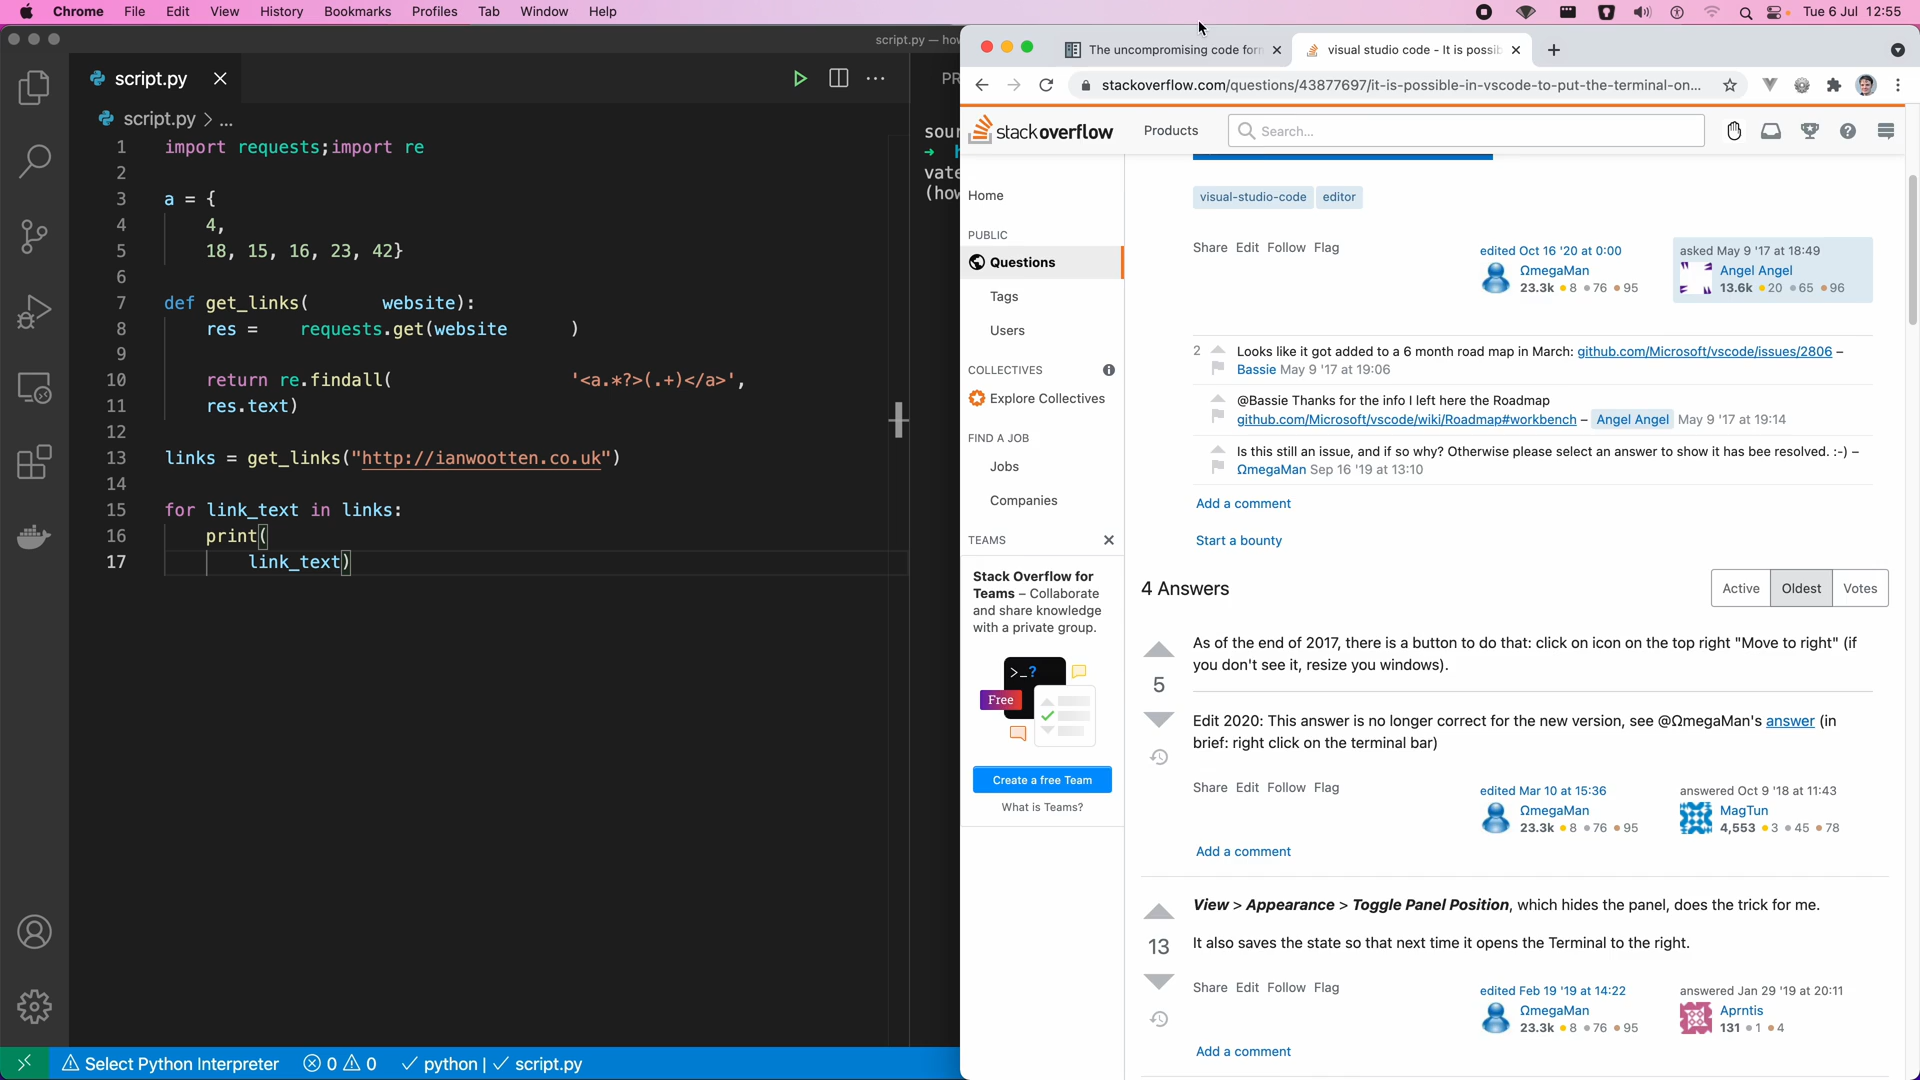 Chrome File Edit View History Bookmarks Profiles Tab Window Help
Tue 6 Jul 12:55
script.py — how
script.py
script.py > ...
1 import requests;import re
2
3 a = {
4 4,
5 18, 15, 16, 23, 42}
6
7 def get_links( website):
8 res = requests.get(website )
9
10 return re.findall( '<a.*?>(.+)</a>',
11 res.text)
12
13 links = get_links("http://ianwootten.co.uk")
14
15 for link_text in links:
16 print(
17 link_text)
PR
sour
vate
(how
Select Python Interpreter
0 0
python | script.py
The uncompromising code for
visual studio code - It is possib
stackoverflow.com/questions/43877697/it-is-possible-in-vscode-to-put-the-terminal-on...
stackoverflow
Products
Search...
Home
PUBLIC
Questions
Tags
Users
COLLECTIVES
Explore Collectives
FIND A JOB
Jobs
Companies
TEAMS
Stack Overflow for
Teams – Collaborate
and share knowledge
with a private group.
>_?
Free
Create a free Team
What is Teams?
visual-studio-code editor
Share Edit Follow Flag
edited Oct 16 '20 at 0:00
ΩmegaMan
23.3k 8 76 95
asked May 9 '17 at 18:49
Angel Angel
13.6k 20 65 96
2 Looks like it got added to a 6 month road map in March: github.com/Microsoft/vscode/issues/2806 –
Bassie May 9 '17 at 19:06
@Bassie Thanks for the info I left here the Roadmap
github.com/Microsoft/vscode/wiki/Roadmap#workbench – Angel Angel May 9 '17 at 19:14
Is this still an issue, and if so why? Otherwise please select an answer to show it has bee resolved. :-) –
ΩmegaMan Sep 16 '19 at 13:10
Add a comment
Start a bounty
4 Answers
Active Oldest Votes
As of the end of 2017, there is a button to do that: click on icon on the top right "Move to right" (if
you don't see it, resize you windows).
5
Edit 2020: This answer is no longer correct for the new version, see @ΩmegaMan's answer (in
brief: right click on the terminal bar)
Share Edit Follow Flag
edited Mar 10 at 15:36
ΩmegaMan
23.3k 8 76 95
answered Oct 9 '18 at 11:43
MagTun
4,553 3 45 78
Add a comment
View > Appearance > Toggle Panel Position, which hides the panel, does the trick for me.
13
It also saves the state so that next time it opens the Terminal to the right.
Share Edit Follow Flag
edited Feb 19 '19 at 14:22
ΩmegaMan
23.3k 8 76 95
answered Jan 29 '19 at 20:11
Aprntis
131 1 4
Add a comment